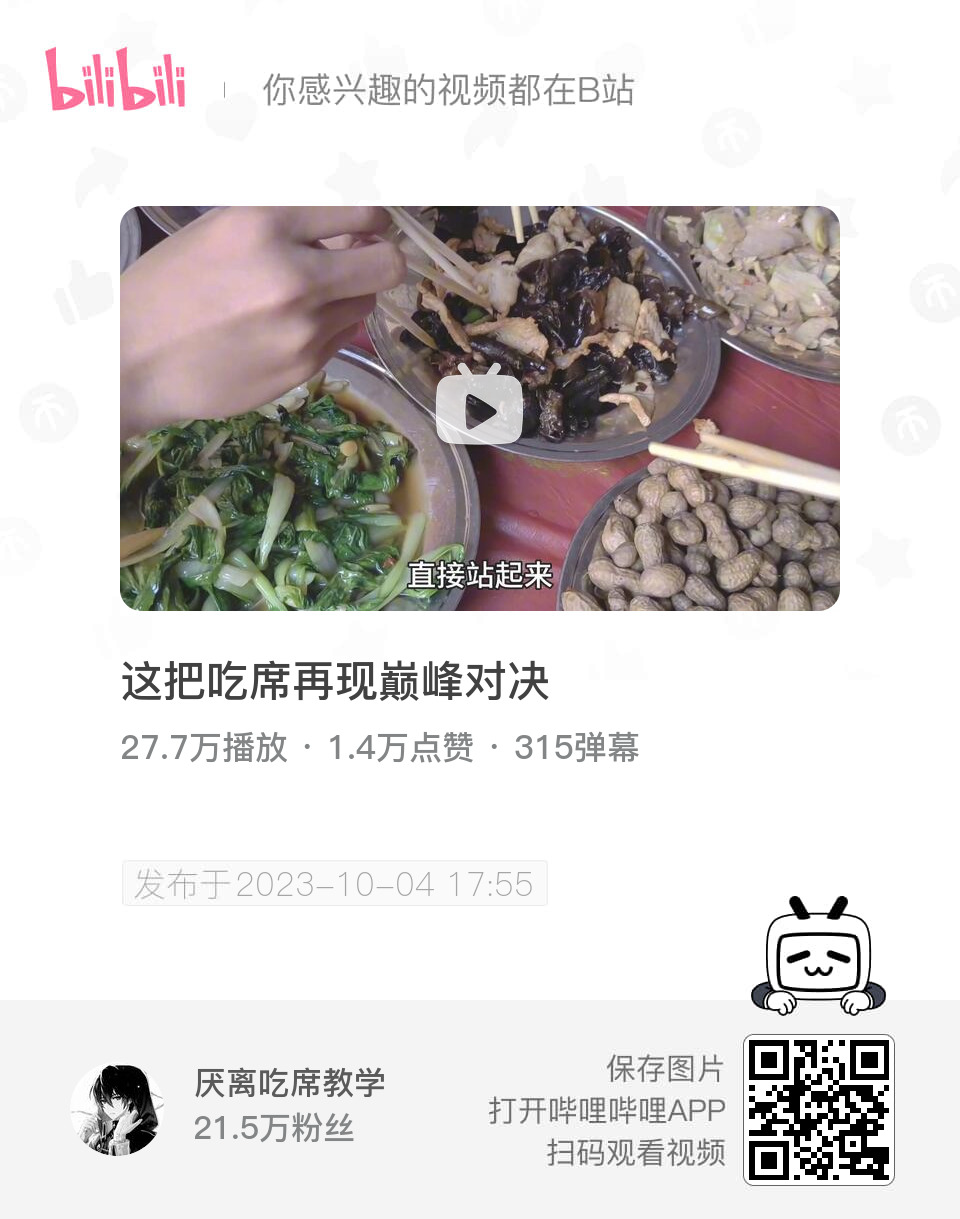 bilibili
你感兴趣的视频都在B站
直接站起来
这把吃席再现巅峰对决
27.7万播放 · 1.4万点赞 · 315弹幕
发布于2023-10-04 17:55
厌离吃席教学
21.5万粉丝
保存图片
打开哔哩哔哩APP
扫码观看视频